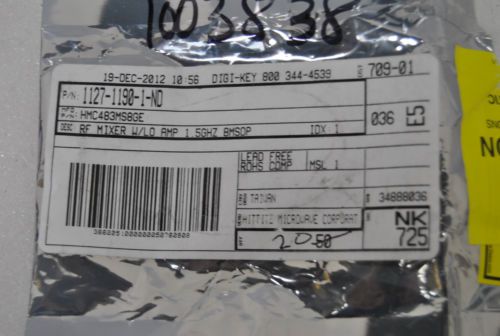 1003838
19-DEC-2012 10:56 DIGI-KEY 800 344-4539
709-01
P/N: 1127-1190-1-ND
MFG P/N: HMC483MS8GE
036
DESC RF MIXER W/LO AMP 1.5GHZ 8MSOP IDX 1
LEAD FREE
ROHS COMP MSL 1
TAIWAN
34888036
HITTITE MICROWAVE CORPORAT
NK
20 50
725